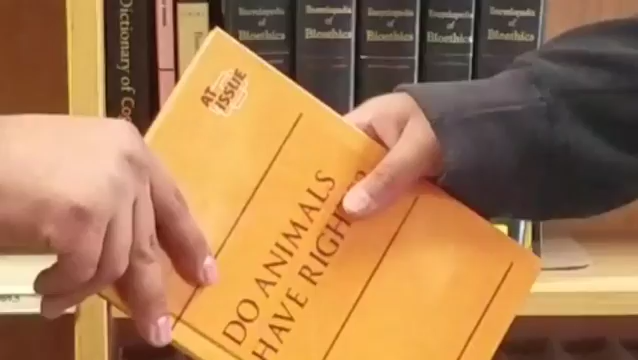 Dictionary of Co
Encyclopedia
of
Bioethics
Encyclopedia
of
Bioethics
Encyclopedia
of
Bioethics
Encyclopedia
of
Bioethics
Encyclopedia
of
Bioethics
AT
ISSUE
DO ANIMALS
HAVE RIGH